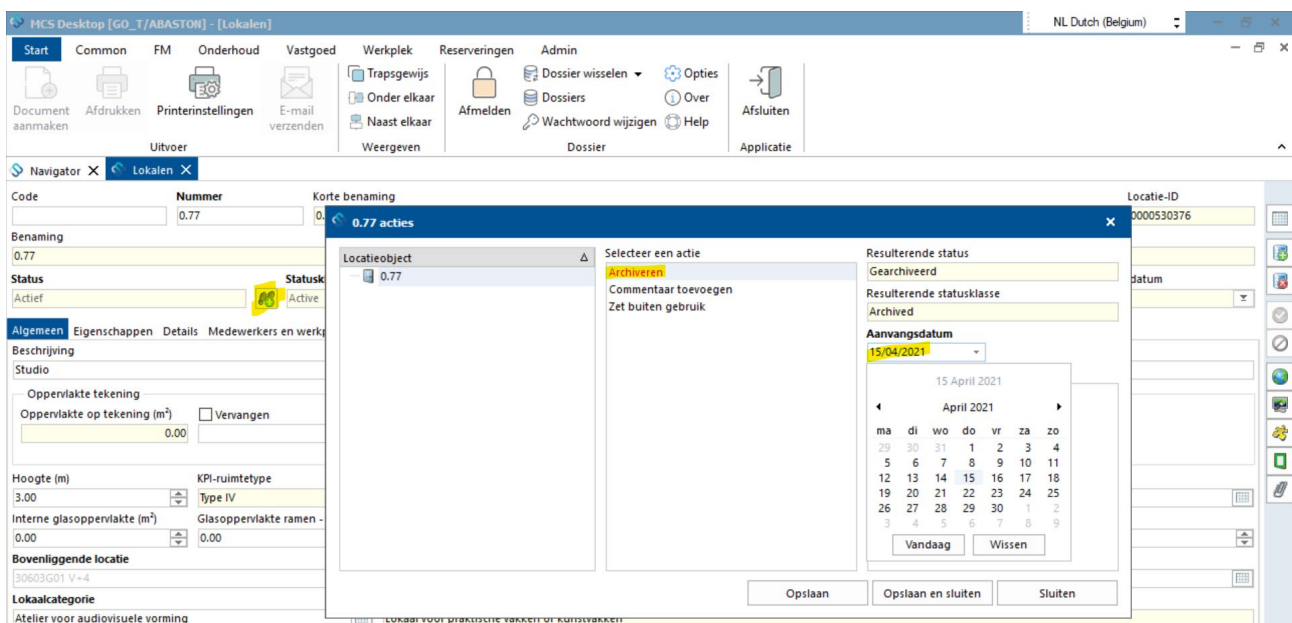 MCS Desktop [GO_T/ABASTON] - [Lokalen]
NL Dutch (Belgium)
Start Common FM Onderhoud Vastgoed Werkplek Reserveringen Admin
Document aanmaken
Afdrukken
Printerinstellingen
E-mail verzenden
Uitvoer
Trapsgewijs
Onder elkaar
Naast elkaar
Weergeven
Afmelden
Dossier wisselen
Dossiers
Wachtwoord wijzigen
Opties
Over
Help
Dossier
Afsluiten
Applicatie
Navigator X Lokalen X
Code Nummer Korte benaming Locatie-ID
0.77 0. 0000530376
Benaming
0.77
Status Statusk datum
Actief Active
Algemeen Eigenschappen Details Medewerkers en werkp
Beschrijving
Studio
Oppervlakte tekening
Oppervlakte op tekening (m²) Vervangen
0.00
Hoogte (m) KPI-ruimtetype
3.00 Type IV
Interne glasoppervlakte (m²) Glasoppervlakte ramen -
0.00 0.00
Bovenliggende locatie
30603G01 V+4
Lokaalcategorie
Atelier voor audiovisuele vorming Lokaal voor praktische vakken of kunstvakken
0.77 acties
Locatieobject
0.77
Selecteer een actie
Archiveren
Commentaar toevoegen
Zet buiten gebruik
Resulterende status
Gearchiveerd
Resulterende statusklasse
Archived
Aanvangsdatum
15/04/2021
15 April 2021
April 2021
ma di wo do vr za zo
29 30 31 1 2 3 4
5 6 7 8 9 10 11
12 13 14 15 16 17 18
19 20 21 22 23 24 25
26 27 28 29 30 1 2
3 4 5 6 7 8 9
Vandaag Wissen
Opslaan Opslaan en sluiten Sluiten